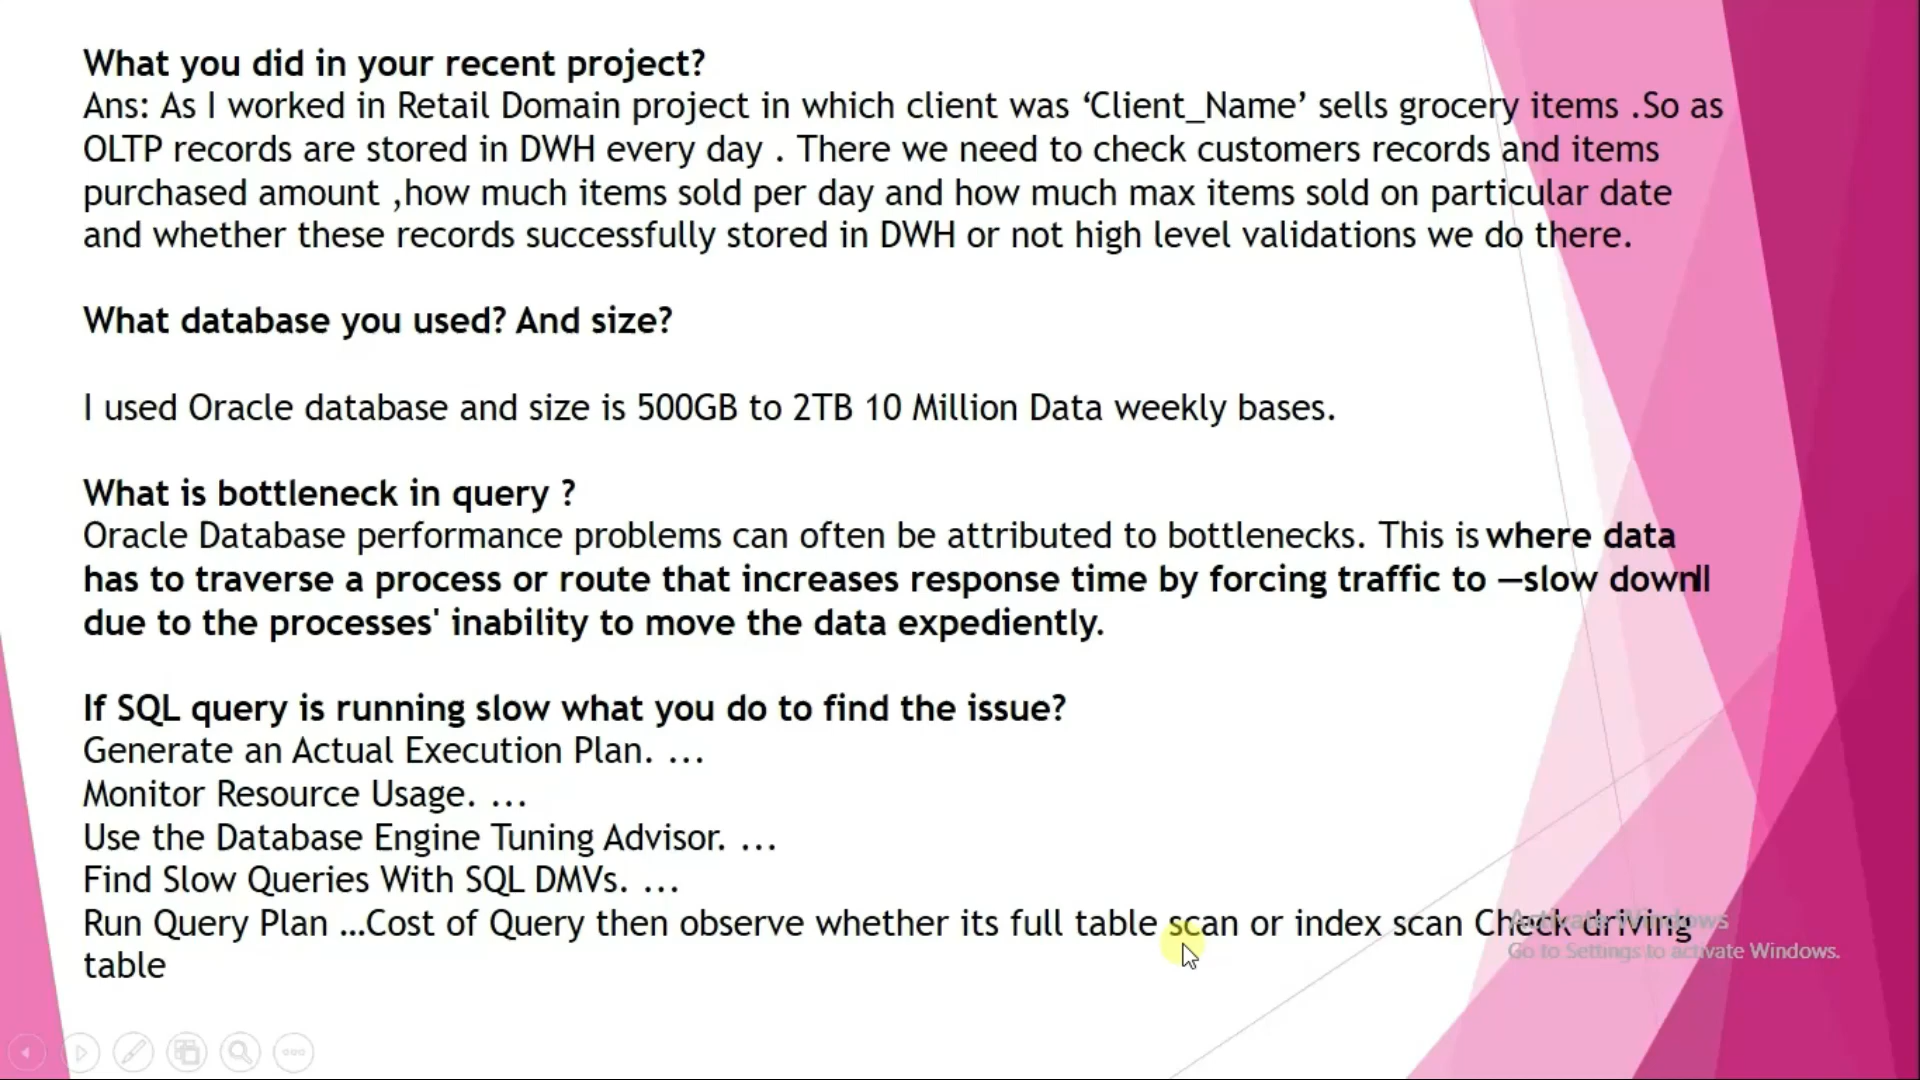 What you did in your recent project?
Ans: As I worked in Retail Domain project in which client was ‘Client_Name’ sells grocery items .So as
OLTP records are stored in DWH every day . There we need to check customers records and items
purchased amount ,how much items sold per day and how much max items sold on particular date
and whether these records successfully stored in DWH or not high level validations we do there.
What database you used? And size?
I used Oracle database and size is 500GB to 2TB 10 Million Data weekly bases.
What is bottleneck in query ?
Oracle Database performance problems can often be attributed to bottlenecks. This is where data
has to traverse a process or route that increases response time by forcing traffic to ―slow down‖
due to the processes' inability to move the data expediently.
If SQL query is running slow what you do to find the issue?
Generate an Actual Execution Plan. ...
Monitor Resource Usage. ...
Use the Database Engine Tuning Advisor. ...
Find Slow Queries With SQL DMVs. ...
Run Query Plan …Cost of Query then observe whether its full table scan or index scan Check driving
table
Activate Windows
Go to Settings to activate Windows.